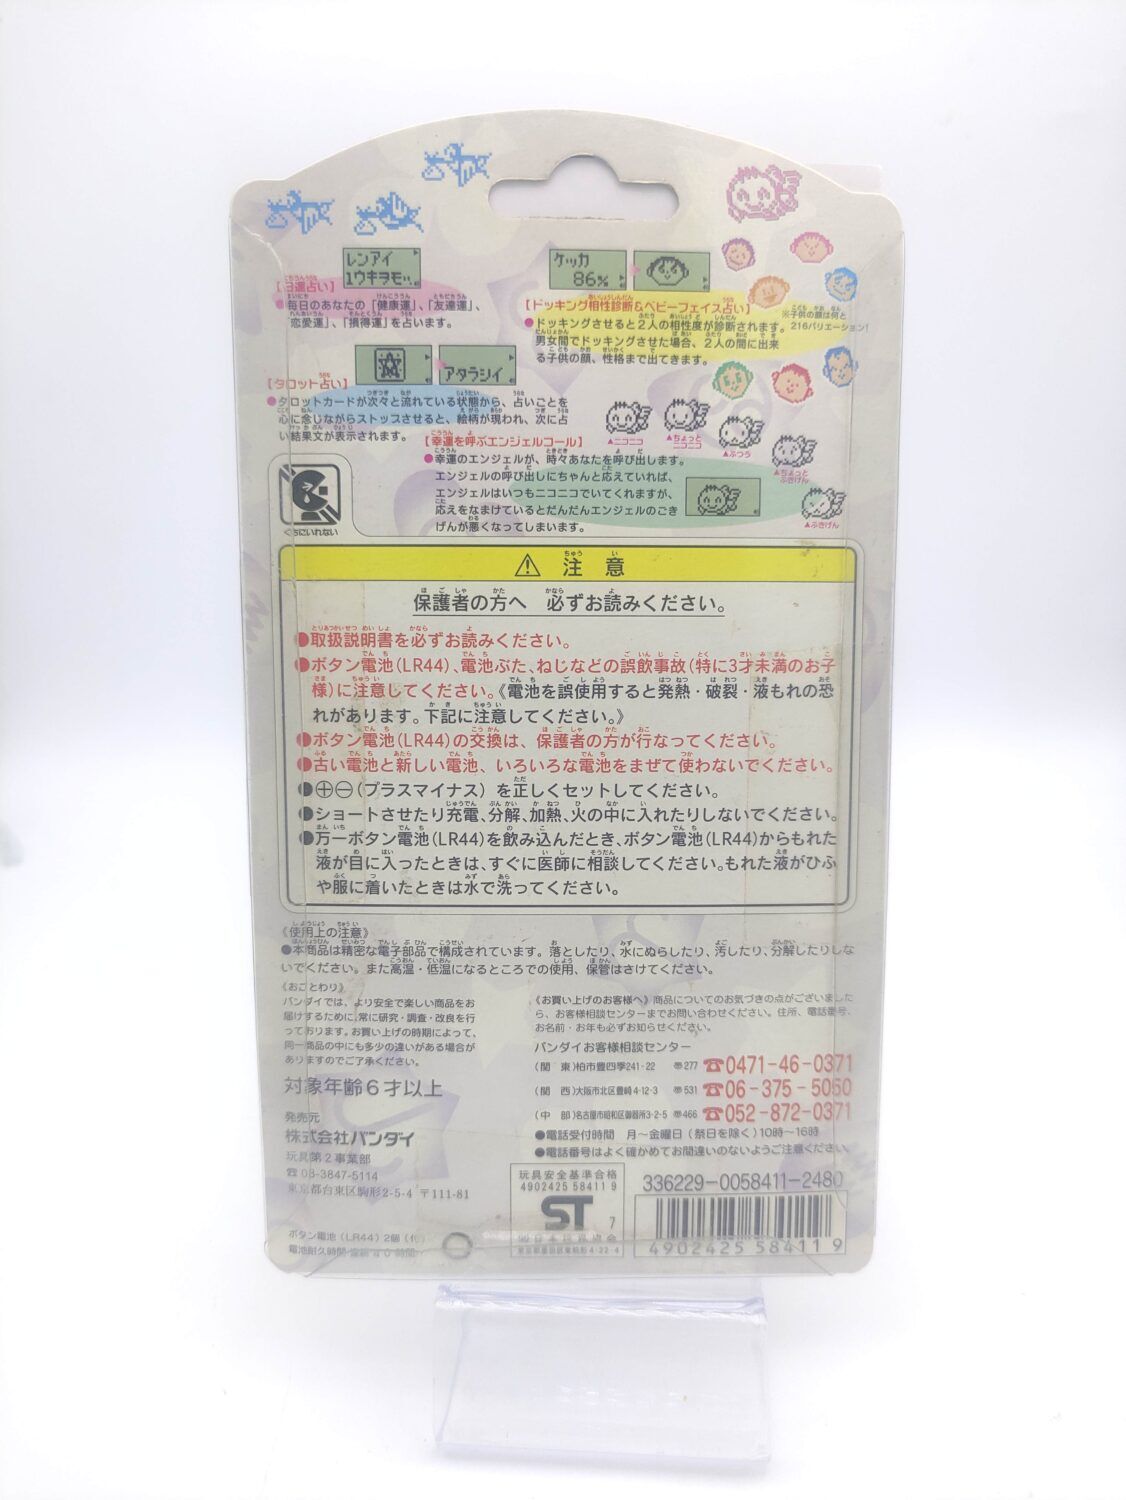 レンアイ
1ウキヲモ…
ケッカ
86%
【日運占い】
●毎日のあなたの「健康運」、「友達運」、
「恋愛運」、「損得運」を占います。
【ドッキング相性診断&ベビーフェイス占い】
●ドッキングさせると2人の相性度が診断されます。
男女間でドッキングさせた場合、2人の間に出来
る子供の顔、性格まで出てきます。
※子供の顔は何と
216バリエーション!
アタラシイ
【タロット占い】
●タロットカードが次々と流れている状態から、占いごとを
心に念じながらストップさせると、絵柄が現われ、次に占
い結果文が表示されます。
【幸運を呼ぶエンジェルコール】
●幸運のエンジェルが、時々あなたを呼び出します。
エンジェルの呼び出しにちゃんと応えていれば、
エンジェルはいつもニコニコでいてくれますが、
応えをなまけているとだんだんエンジェルのごき
げんが悪くなってしまいます。
▲ニコニコ
▲ちょっと
ニコニコ
▲ふつう
▲ちょっと
ふきげん
▲ふきげん
くちにいれない
⚠ 注意
保護者の方へ 必ずお読みください。
●取扱説明書を必ずお読みください。
●ボタン電池(LR44)、電池ぶた、ねじなどの誤飲事故(特に3才未満のお子
様)に注意してください。《電池を誤使用すると発熱・破裂・液もれの恐
れがあります。下記に注意してください。》
●ボタン電池(LR44)の交換は、保護者の方が行なってください。
●古い電池と新しい電池、いろいろな電池をまぜて使わないでください。
●⊕⊖(プラスマイナス)を正しくセットしてください。
●ショートさせたり充電、分解、加熱、火の中に入れたりしないでください。
●万一ボタン電池(LR44)を飲み込んだとき、ボタン電池(LR44)からもれた
液が目に入ったときは、すぐに医師に相談してください。もれた液がひふ
や服に着いたときは水で洗ってください。
《使用上の注意》
●本商品は精密な電子部品で構成されています。落としたり、水にぬらしたり、汚したり、分解したりしな
いでください。また高温・低温になるところでの使用、保管はさけてください。
《おことわり》
バンダイでは、より安全で楽しい商品をお
届けするために、常に研究・調査・改良を行
っております。お買い上げの時期によって、
同一商品の中にも多少の違いがある場合が
ありますのでご了承ください。
対象年齢6才以上
発売元
株式会社バンダイ
玩具第2事業部
☎03-3847-5114
東京都台東区駒形2-5-4 〒111-81
ボタン電池(LR44)2個
《お買い上げのお客様へ》商品についてのお気づきの点がございました
ら、お客様相談センターまでお問い合わせください。住所、電話番号、
お名前・お年も必ずお知らせください。
バンダイお客様相談センター
(関 東)柏市豊四季241-22 〒277 ☎0471-46-0371
(関 西)大阪市北区豊崎4-12-3 〒531 ☎06-375-5050
(中 部)名古屋市昭和区御器所3-2-5 〒466 ☎052-872-0371
●電話受付時間 月〜金曜日(祭日を除く)10時〜16時
●電話番号はよく確かめてお間違いのないようご注意ください。
玩具安全基準合格
4902425 58411 9
ST
7
336229-0058411-2480
4902425 584119